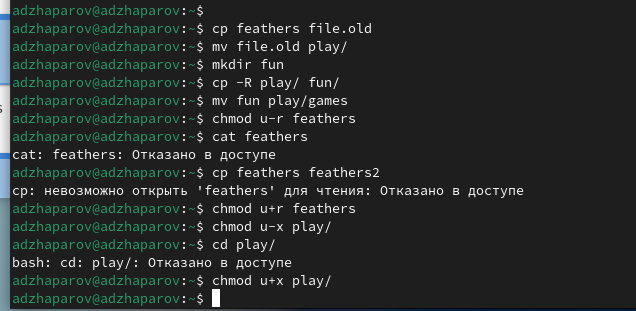 adzhaparov@adzhaparov:~$
adzhaparov@adzhaparov:~$ cp feathers file.old
adzhaparov@adzhaparov:~$ mv file.old play/
adzhaparov@adzhaparov:~$ mkdir fun
adzhaparov@adzhaparov:~$ cp -R play/ fun/
adzhaparov@adzhaparov:~$ mv fun play/games
adzhaparov@adzhaparov:~$ chmod u-r feathers
adzhaparov@adzhaparov:~$ cat feathers
cat: feathers: Отказано в доступе
adzhaparov@adzhaparov:~$ cp feathers feathers2
cp: невозможно открыть 'feathers' для чтения: Отказано в доступе
adzhaparov@adzhaparov:~$ chmod u+r feathers
adzhaparov@adzhaparov:~$ chmod u-x play/
adzhaparov@adzhaparov:~$ cd play/
bash: cd: play/: Отказано в доступе
adzhaparov@adzhaparov:~$ chmod u+x play/
adzhaparov@adzhaparov:~$